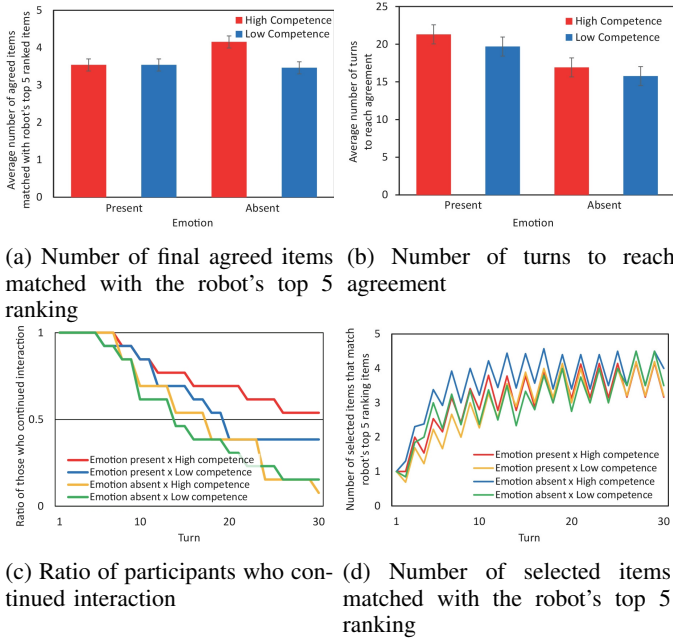 Average number of agreed items
matched with robot's top 5 ranked items
5
4
3
2
1
0
High Competence
Low Competence
Present
Absent
Emotion
Average number of turns
to reach agreement
25
20
15
10
5
0
High Competence
Low Competence
Present
Absent
Emotion
(a) Number of final agreed items
matched with the robot's top 5
ranking
(b) Number of turns to reach
agreement
Ratio of those who continued interaction
1
0.5
0
Emotion present x High competence
Emotion present x Low competence
Emotion absent x High competence
Emotion absent x Low competence
1
10
20
30
Turn
Number of selected items that match
robot's top 5 ranking items
5
4
3
2
1
0
Emotion present x High competence
Emotion present x Low competence
Emotion absent x High competence
Emotion absent x Low competence
1
10
20
30
Turn
(c) Ratio of participants who con-
tinued interaction
(d) Number of selected items
matched with the robot's top 5
ranking